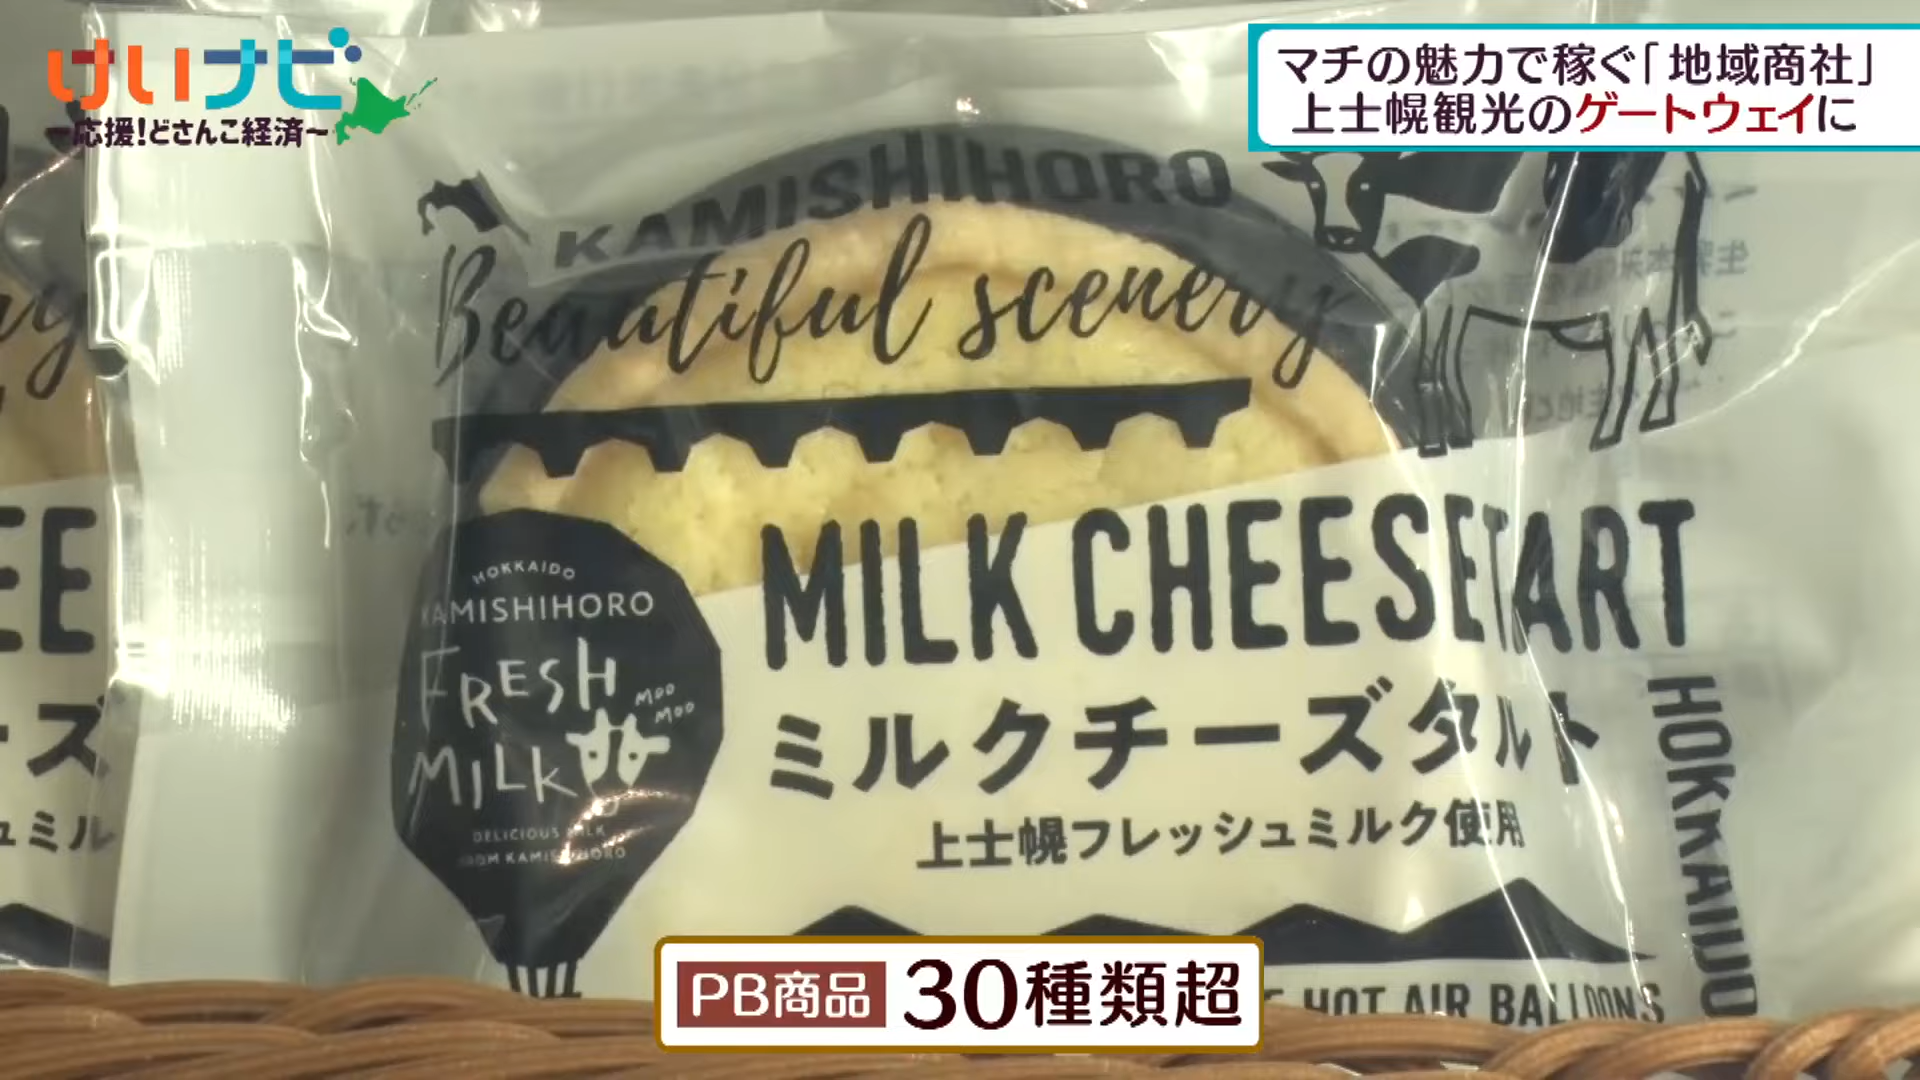 けいナビ
~応援!どさんこ経済~
マチの魅力で稼ぐ「地域商社」
上士幌観光のゲートウェイに
KAMISHIHORO
Beautiful scenery
HOKKAIDO
KAMISHIHORO
FRESH
MILK
MOO
MOO
DELICIOUS MILK
FROM KAMISHIHORO
MILK CHEESETART
ミルクチーズタルト
上士幌フレッシュミルク使用
HOKKAIDO
HOT AIR BALLOONS
PB商品 30種類超